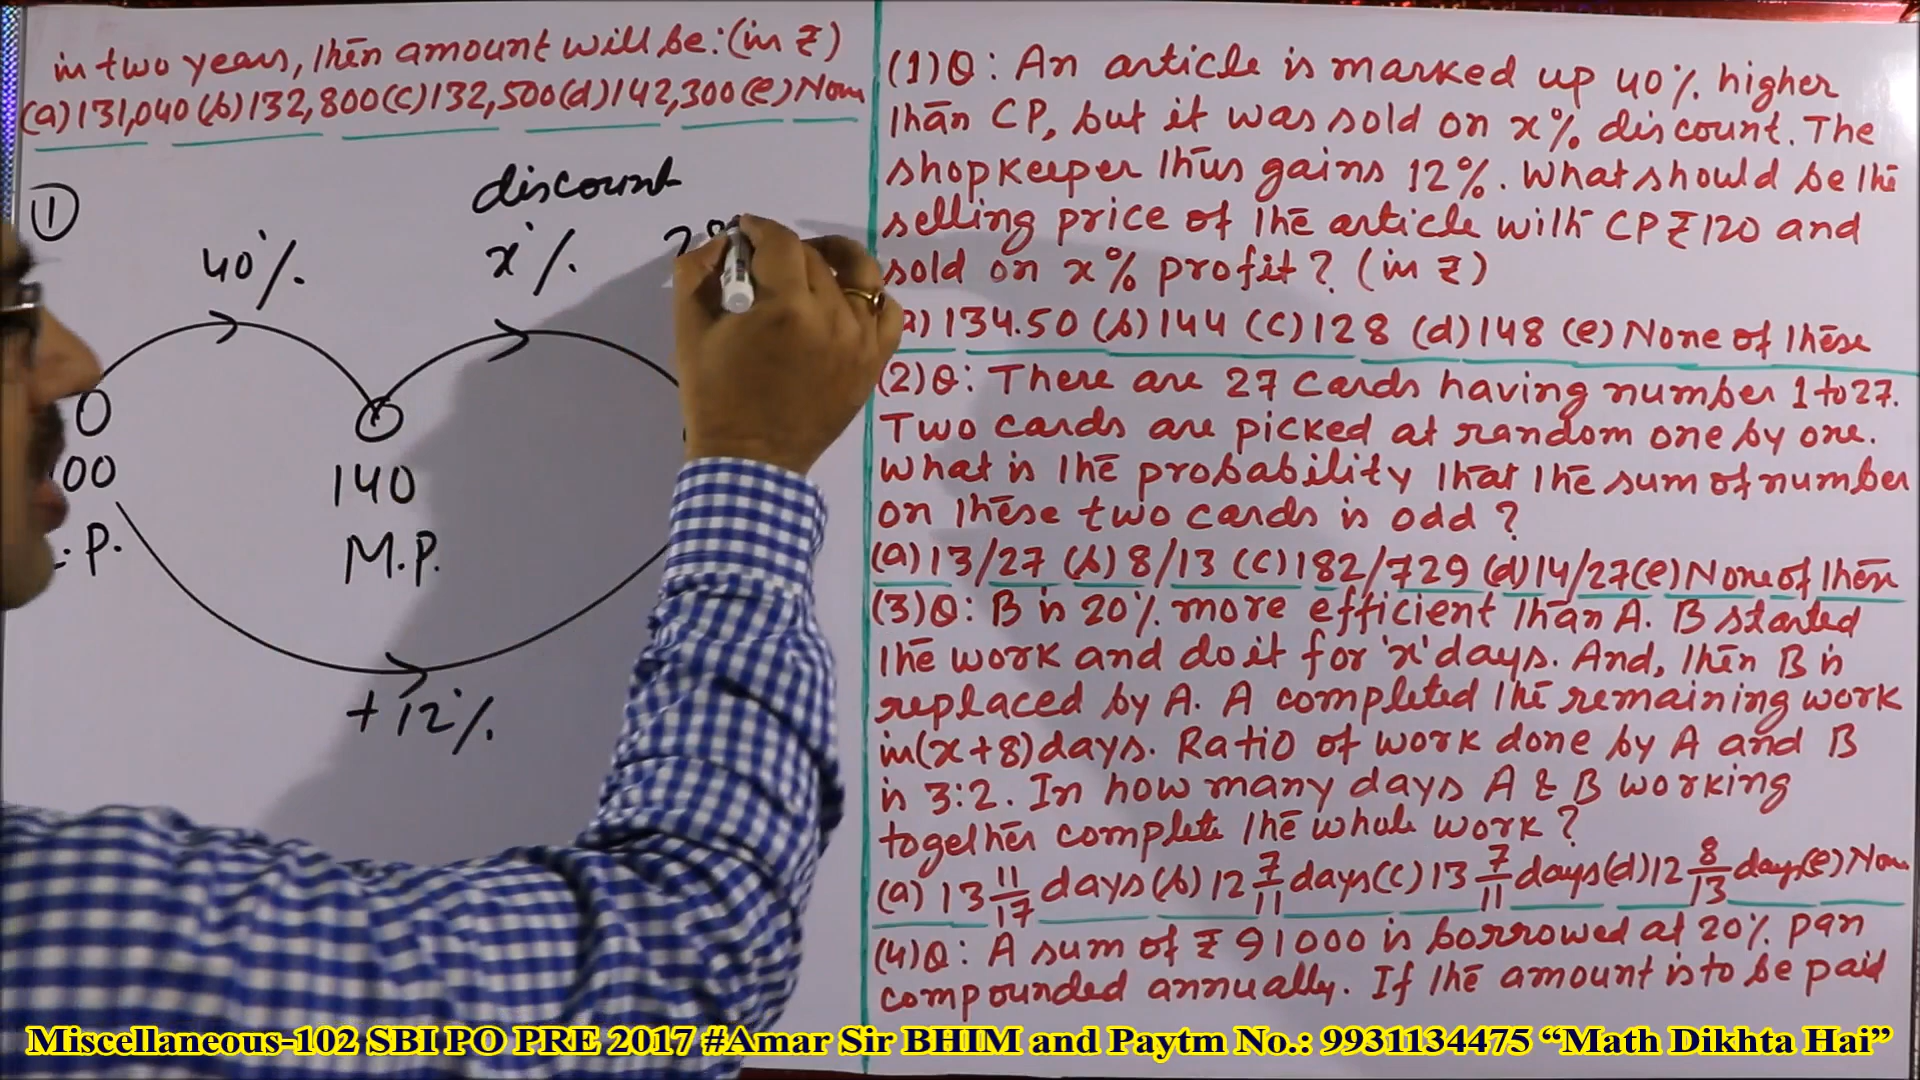 in two years, then amount will be: (in ₹)
(a) 131,040 (b) 132,800 (c) 132,500 (d) 142,300 (e) None
①
discount
40% x%
100
140
C.P.
M.P.
+12%
(1) Q: An article is marked up 40% higher
than CP, but it was sold on x% discount. The
shopkeeper thus gains 12%. What should be the
selling price of the article with CP ₹ 120 and
sold on x% profit? (in ₹)
(a) 134.50 (b) 144 (c) 128 (d) 148 (e) None of these
(2) Q: There are 27 cards having number 1 to 27.
Two cards are picked at random one by one.
What is the probability that the sum of number
on these two cards is odd?
(a) 13/27 (b) 8/13 (c) 182/729 (d) 14/27 (e) None of these
(3) Q: B is 20% more efficient than A. B started
the work and do it for 'x' days. And, then B is
replaced by A. A completed the remaining work
in (x+8) days. Ratio of work done by A and B
is 3:2. In how many days A & B working
together complete the whole work?
(a) 13 11/17 days (b) 12 7/11 days (c) 13 7/11 days (d) 12 8/13 days (e) None
(4) Q: A sum of ₹ 91000 is borrowed at 20% pan
compounded annually. If the amount is to be paid
Miscellaneous-102 SBI PO PRE 2017 #Amar Sir BHIM and Paytm No.: 9931134475 “Math Dikhta Hai”